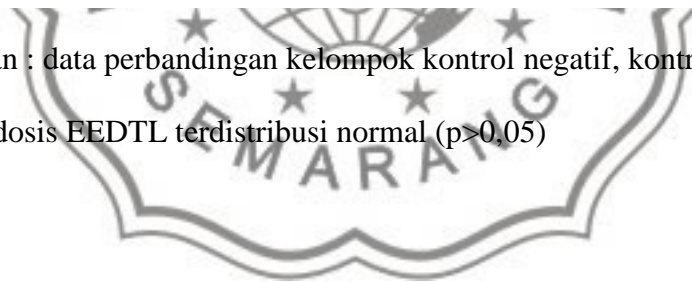 n : data perbandingan kelompok kontrol negatif, kontr
dosis EEDTL terdistribusi normal (p>0,05)
SEMARANG